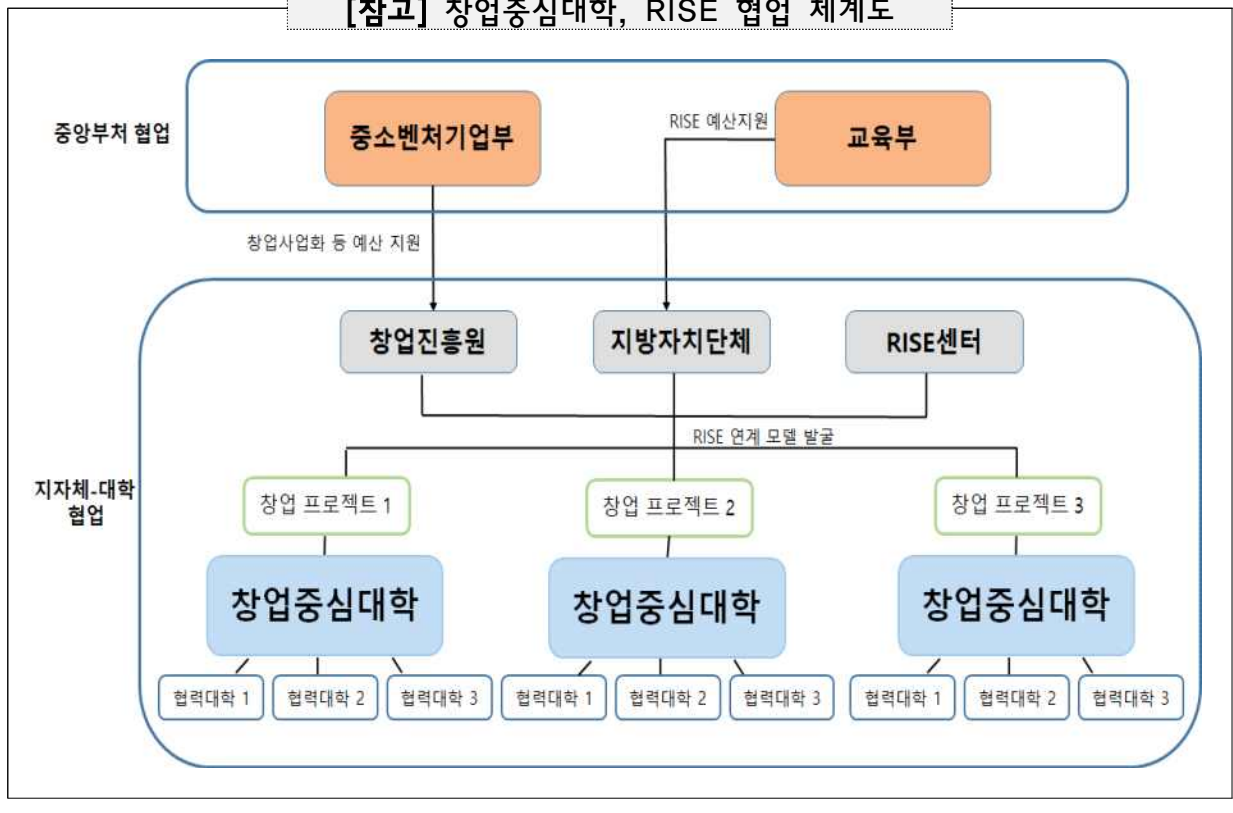 [참고] 창업중심대학, RISE 협업 체계도
중앙부처 협업
중소벤처기업부
RISE 예산지원
교육부
창업사업화 등 예산 지원
창업진흥원
지방자치단체
RISE센터
RISE 연계 모델 발굴
지자체-대학
협업
창업 프로젝트 1
창업 프로젝트 2
창업 프로젝트 3
창업중심대학
창업중심대학
창업중심대학
협력대학 1
협력대학 2
협력대학 3
협력대학 1
협력대학 2
협력대학 3
협력대학 1
협력대학 2
협력대학 3